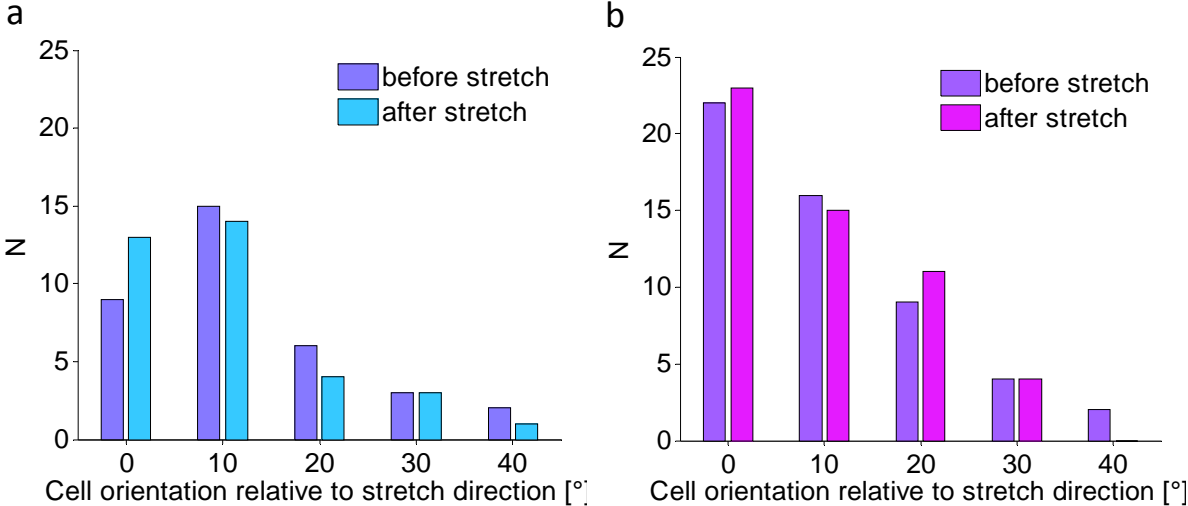 a
25
20
15
10
5
0
N
before stretch
after stretch
0 10 20 30 40
Cell orientation relative to stretch direction [°]
b
25
20
15
10
5
0
N
before stretch
after stretch
0 10 20 30 40
Cell orientation relative to stretch direction [°]